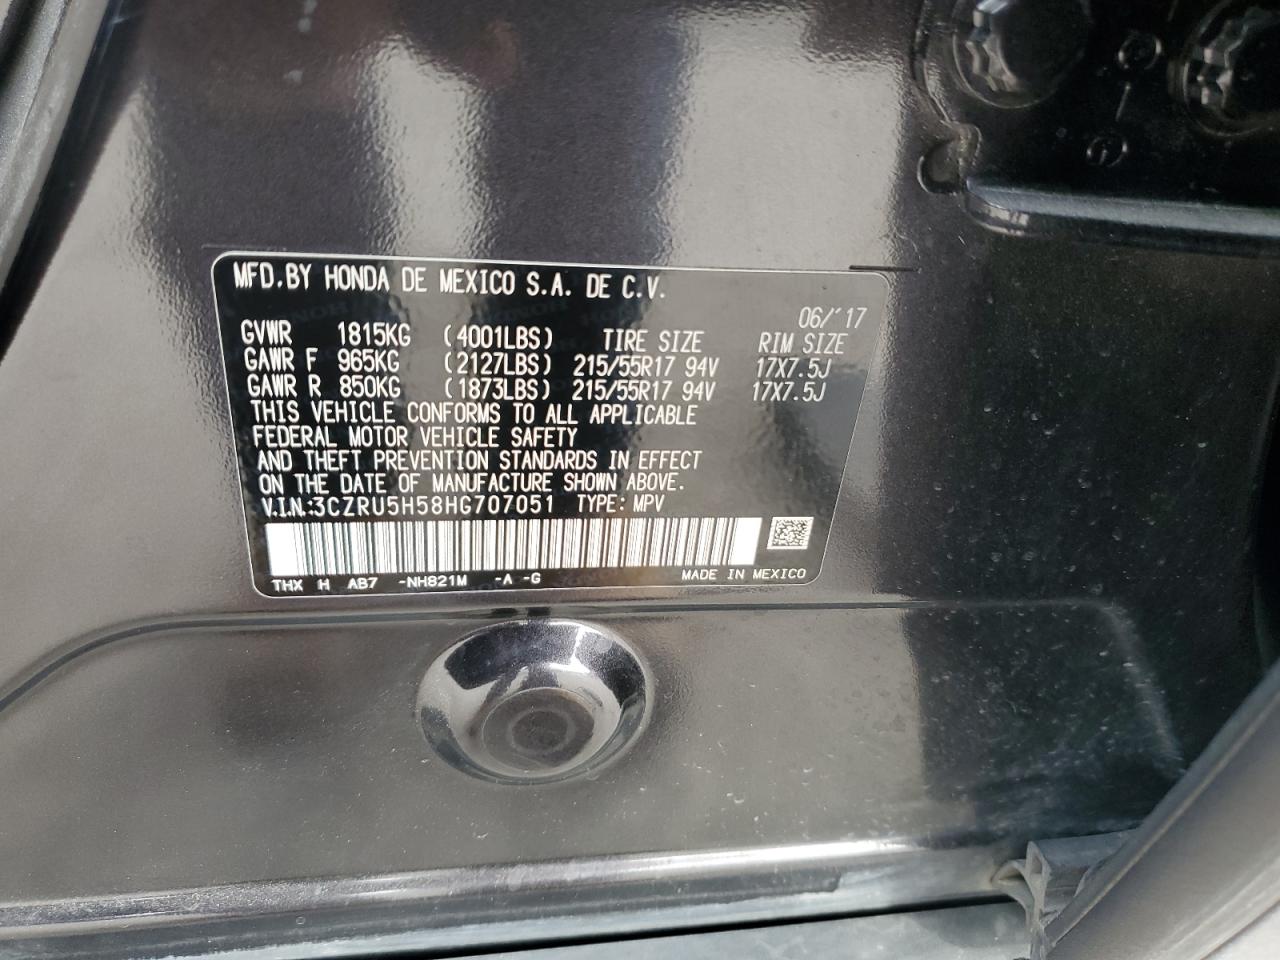 MFD.BY HONDA DE MEXICO S.A. DE C.V.
06/'17
GVWR 1815KG (4001LBS) TIRE SIZE RIM SIZE
GAWR F 965KG (2127LBS) 215/55R17 94V 17X7.5J
GAWR R 850KG (1873LBS) 215/55R17 94V 17X7.5J
THIS VEHICLE CONFORMS TO ALL APPLICABLE
FEDERAL MOTOR VEHICLE SAFETY
AND THEFT PREVENTION STANDARDS IN EFFECT
ON THE DATE OF MANUFACTURE SHOWN ABOVE.
V.I.N.:3CZRU5H58HG707051 TYPE: MPV
THX H AB7 -NH821M -A -G MADE IN MEXICO